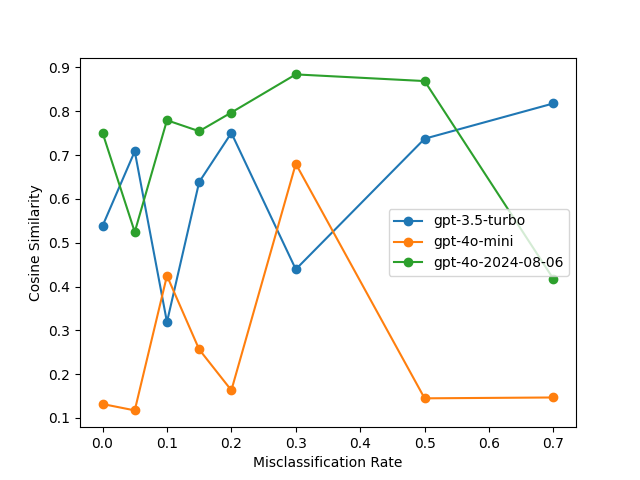 0.9
0.8
0.7
0.6
0.5
0.4
0.3
0.2
0.1
Cosine Similarity
gpt-3.5-turbo
gpt-4o-mini
gpt-4o-2024-08-06
0.0 0.1 0.2 0.3 0.4 0.5 0.6 0.7
Misclassification Rate